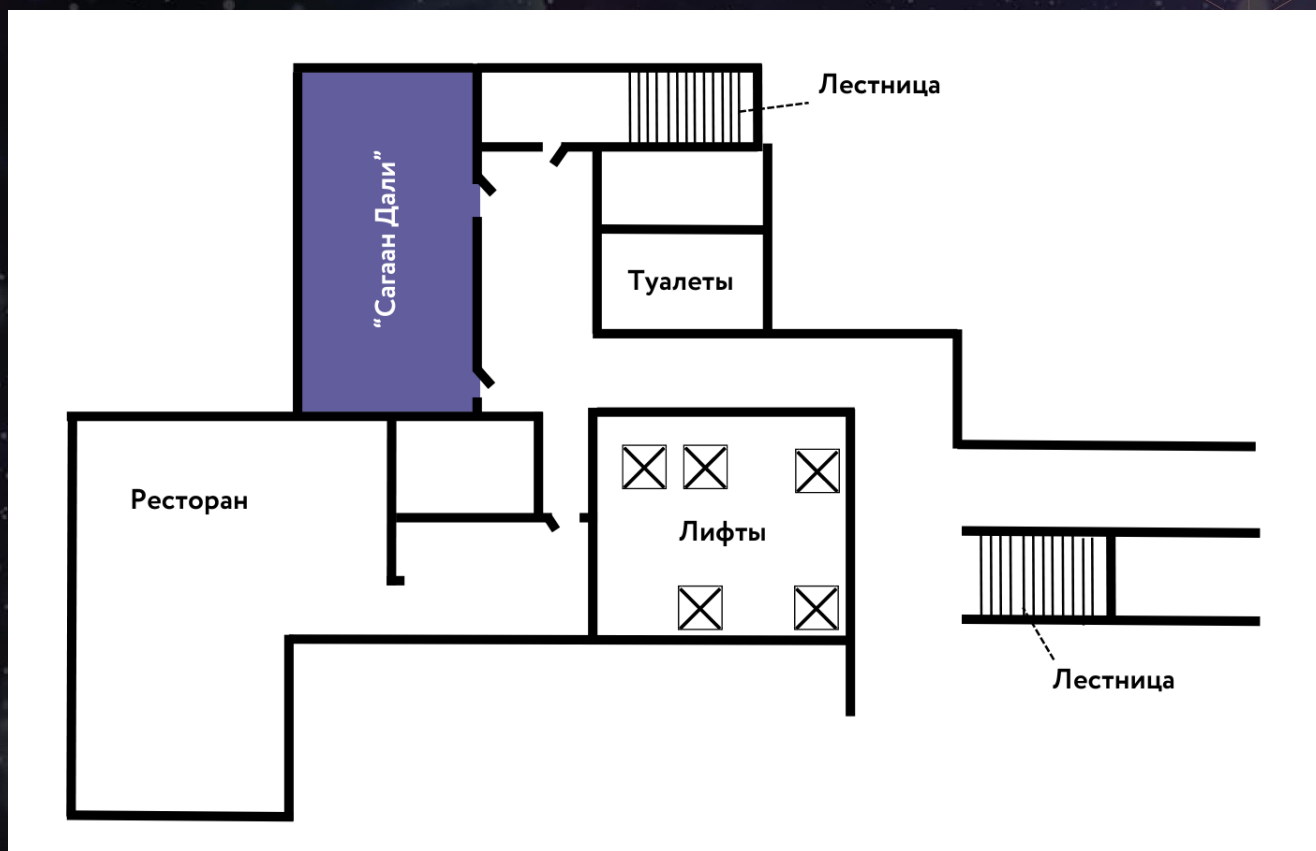 Лестница
“Сагаан Дали”
Туалеты
Ресторан
Лифты
Лестница